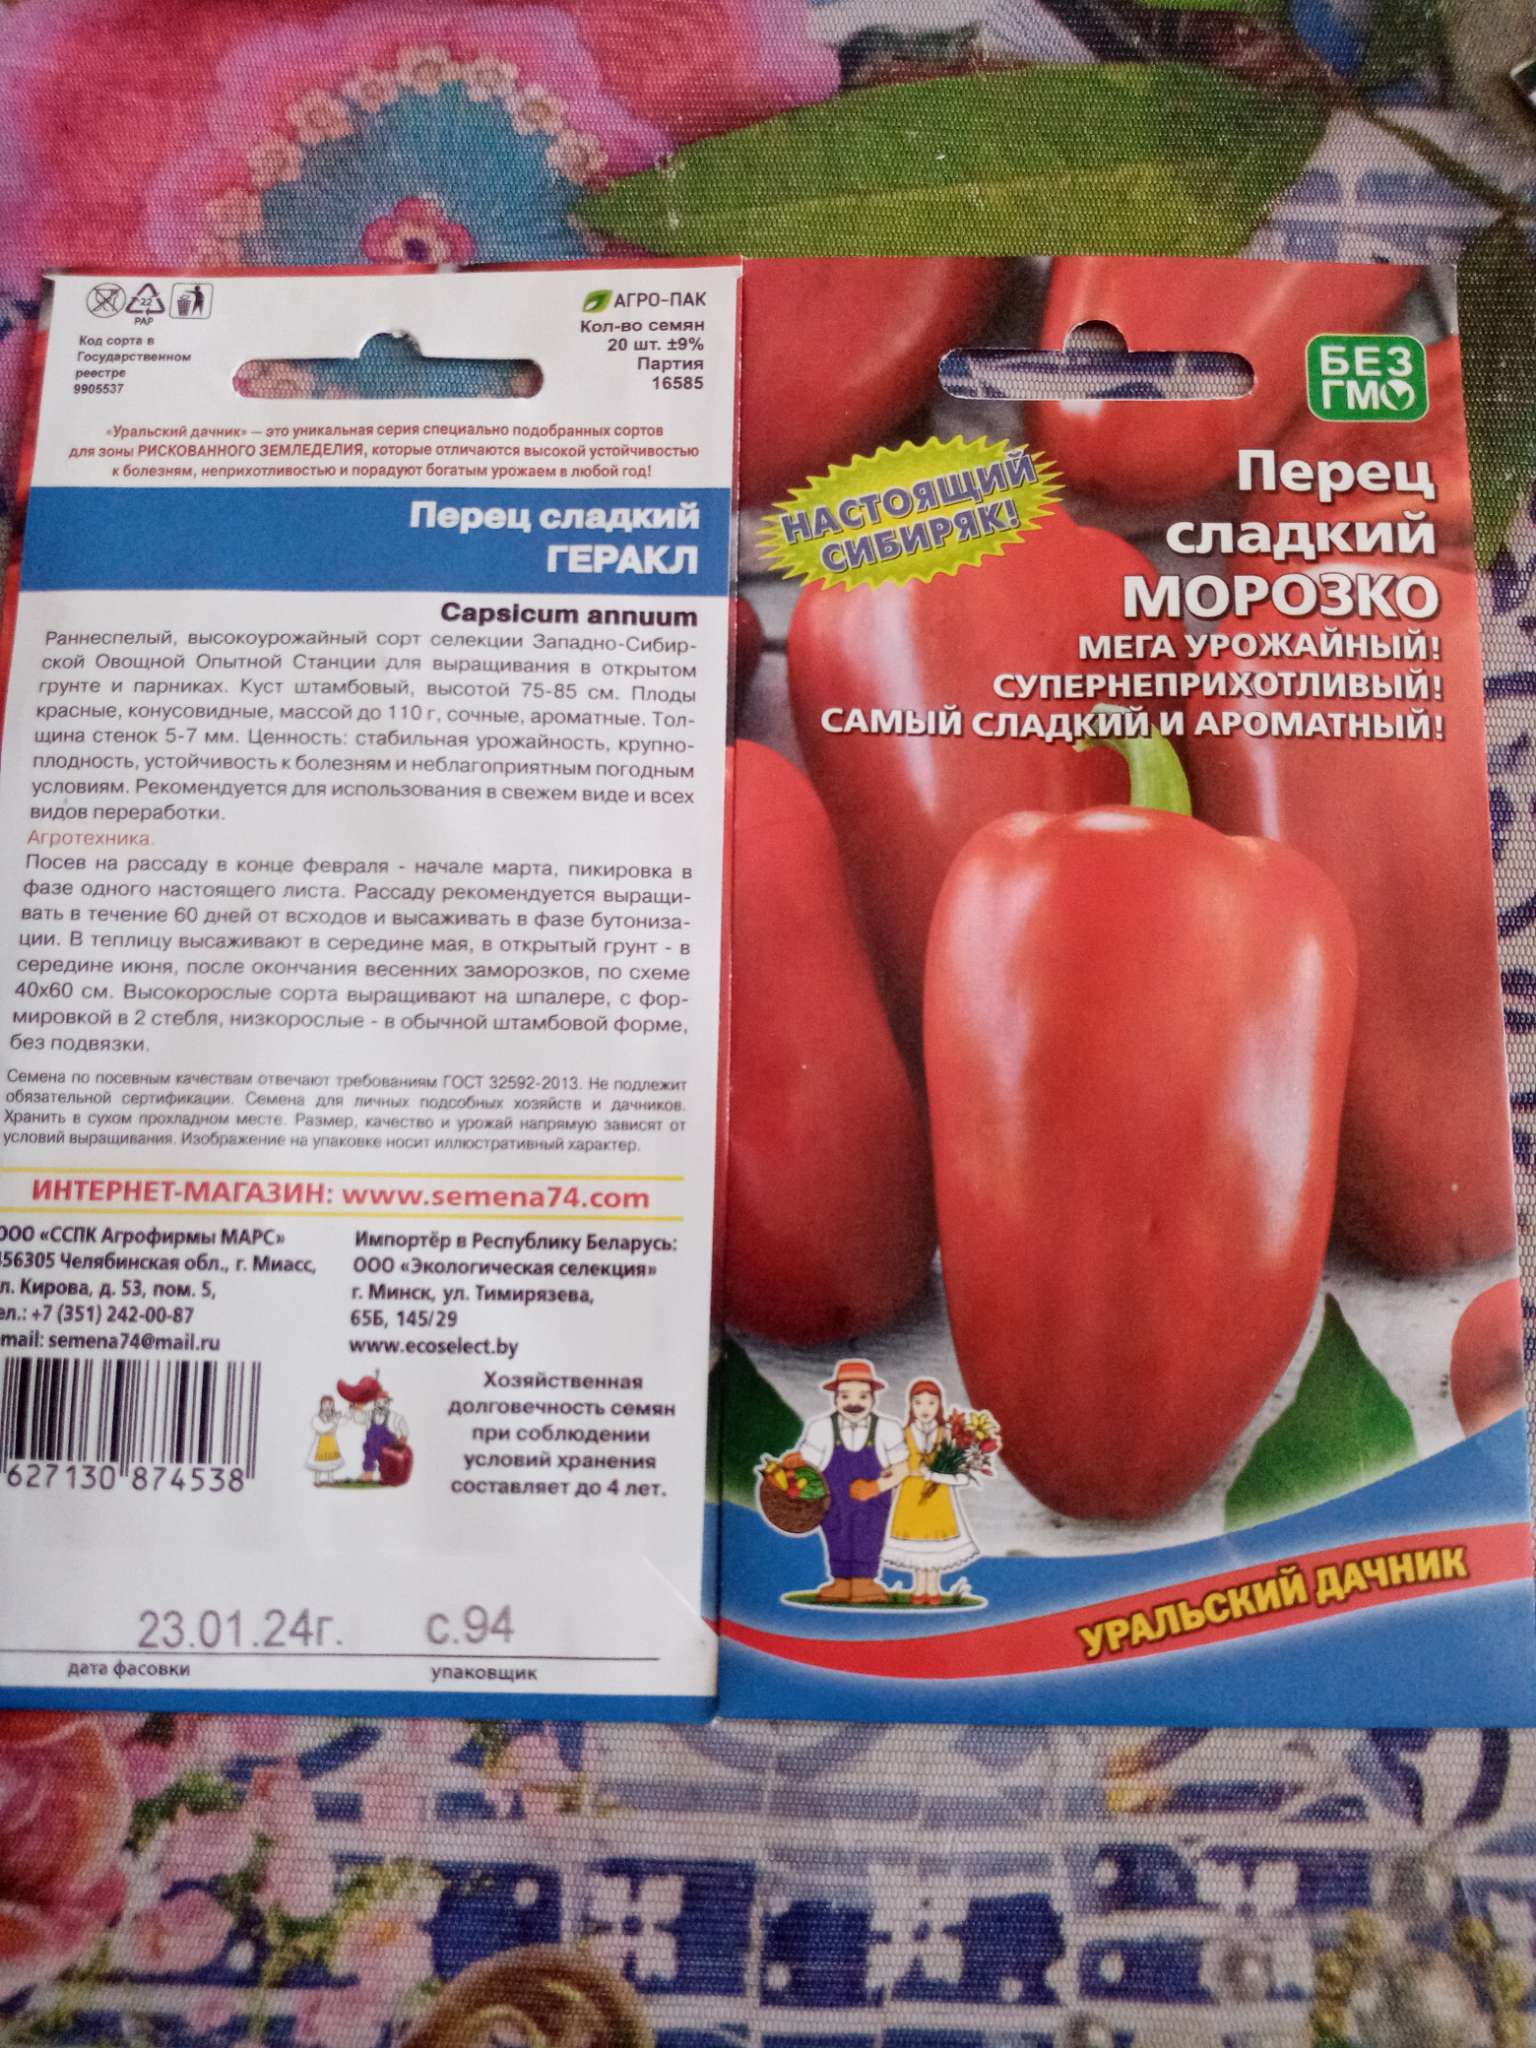 22
PAP
Код сорта в
Государственном
реестре
9905537
АГРО-ПАК
Кол-во семян
20 шт. ±9%
Партия
16585
«Уральский дачник» — это уникальная серия специально подобранных сортов
для зоны РИСКОВАННОГО ЗЕМЛЕДЕЛИЯ, которые отличаются высокой устойчивостью
к болезням, неприхотливостью и порадуют богатым урожаем в любой год!
Перец сладкий
ГЕРАКЛ
Capsicum annuum
Раннеспелый, высокоурожайный сорт селекции Западно-Сибир-
ской Овощной Опытной Станции для выращивания в открытом
грунте и парниках. Куст штамбовый, высотой 75-85 см. Плоды
красные, конусовидные, массой до 110 г, сочные, ароматные. Тол-
щина стенок 5-7 мм. Ценность: стабильная урожайность, крупно-
плодность, устойчивость к болезням и неблагоприятным погодным
условиям. Рекомендуется для использования в свежем виде и всех
видов переработки.
Агротехника.
Посев на рассаду в конце февраля - начале марта, пикировка в
фазе одного настоящего листа. Рассаду рекомендуется выращи-
вать в течение 60 дней от всходов и высаживать в фазе бутониза-
ции. В теплицу высаживают в середине мая, в открытый грунт - в
середине июня, после окончания весенних заморозков, по схеме
40х60 см. Высокорослые сорта выращивают на шпалере, с фор-
мировкой в 2 стебля, низкорослые - в обычной штамбовой форме,
без подвязки.
Семена по посевным качествам отвечают требованиям ГОСТ 32592-2013. Не подлежит
обязательной сертификации. Семена для личных подсобных хозяйств и дачников.
Хранить в сухом прохладном месте. Размер, качество и урожай напрямую зависят от
условий выращивания. Изображение на упаковке носит иллюстративный характер.
ИНТЕРНЕТ-МАГАЗИН: www.semena74.com
ООО «ССПК Агрофирмы МАРС»
456305 Челябинская обл., г. Миасс,
ул. Кирова, д. 53, пом. 5,
ел.: +7 (351) 242-00-87
mail: semena74@mail.ru
Импортёр в Республику Беларусь:
ООО «Экологическая селекция»
г. Минск, ул. Тимирязева,
65Б, 145/29
www.ecoselect.by
627130 874538
Хозяйственная
долговечность семян
при соблюдении
условий хранения
составляет до 4 лет.
23.01.24г. с.94
дата фасовки упаковщик
БЕЗ
ГМО
НАСТОЯЩИЙ
СИБИРЯК!
Перец
сладкий
МОРОЗКО
МЕГА УРОЖАЙНЫЙ!
СУПЕРНЕПРИХОТЛИВЫЙ!
САМЫЙ СЛАДКИЙ И АРОМАТНЫЙ!
УРАЛЬСКИЙ ДАЧНИК